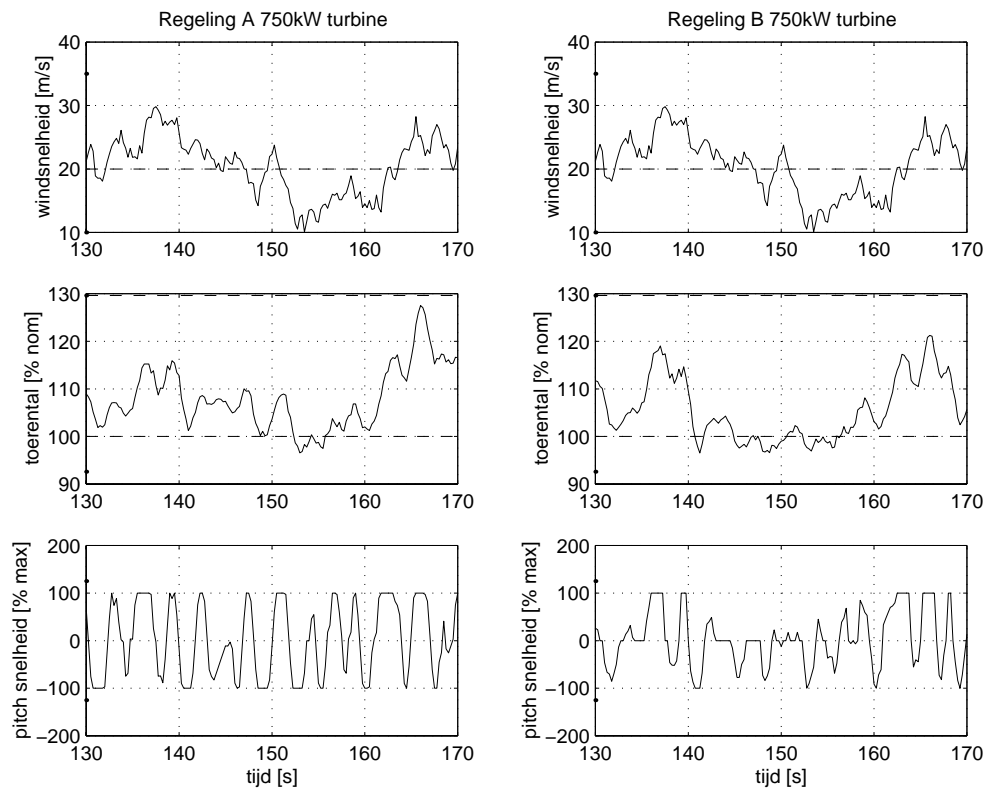 Regeling A 750kW turbine
windsnelheid [m/s]
40
30
20
10
130 140 150 160 170
toerental [% nom]
130
120
110
100
90
130 140 150 160 170
pitch snelheid [% max]
200
100
0
−100
−200
130 140 150 160 170
tijd [s]
Regeling B 750kW turbine
windsnelheid [m/s]
40
30
20
10
130 140 150 160 170
toerental [% nom]
130
120
110
100
90
130 140 150 160 170
pitch snelheid [% max]
200
100
0
−100
−200
130 140 150 160 170
tijd [s]